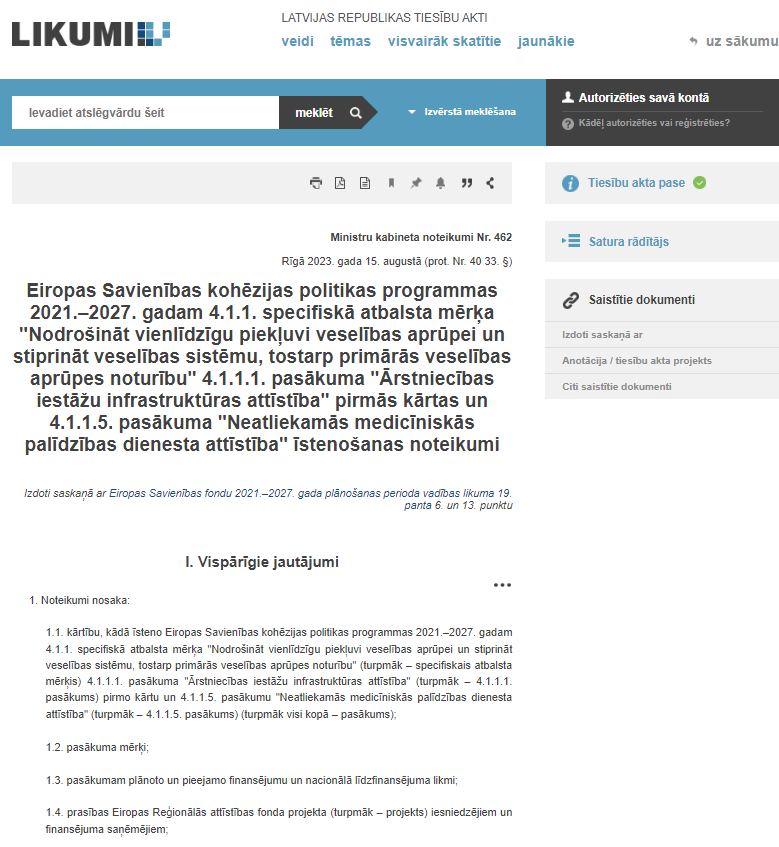 LIKUMI
LATVIJAS REPUBLIKAS TIESĪBU AKTI
veidi tēmas visvairāk skatītie jaunākie
uz sākumu
Ievadiet atslēgvārdu šeit
meklēt
Izvērstā meklēšana
Autorizēties savā kontā
Kādēļ autorizēties vai reģistrēties?
Tiesību akta pase
Satura rādītājs
Saistītie dokumenti
Izdoti saskaņā ar
Anotācija / tiesību akta projekts
Citi saistītie dokumenti
Ministru kabineta noteikumi Nr. 462
Rīgā 2023. gada 15. augustā (prot. Nr. 40 33. §)
Eiropas Savienības kohēzijas politikas programmas
2021.–2027. gadam 4.1.1. specifiskā atbalsta mērķa
"Nodrošināt vienlīdzīgu piekļuvi veselības aprūpei un
stiprināt veselības sistēmu, tostarp primārās veselības
aprūpes noturību" 4.1.1.1. pasākuma "Ārstniecības
iestāžu infrastruktūras attīstība" pirmās kārtas un
4.1.1.5. pasākuma "Neatliekamās medicīniskās
palīdzības dienesta attīstība" īstenošanas noteikumi
Izdoti saskaņā ar Eiropas Savienības fondu 2021.–2027. gada plānošanas perioda vadības likuma 19.
panta 6. un 13. punktu
I. Vispārīgie jautājumi
1. Noteikumi nosaka:
1.1. kārtību, kādā īsteno Eiropas Savienības kohēzijas politikas programmas 2021.–2027. gadam
4.1.1. specifiskā atbalsta mērķa "Nodrošināt vienlīdzīgu piekļuvi veselības aprūpei un stiprināt
veselības sistēmu, tostarp primārās veselības aprūpes noturību" (turpmāk – specifiskais atbalsta
mērķis) 4.1.1.1. pasākuma "Ārstniecības iestāžu infrastruktūras attīstība" (turpmāk – 4.1.1.1.
pasākums) pirmo kārtu un 4.1.1.5. pasākumu "Neatliekamās medicīniskās palīdzības dienesta
attīstība" (turpmāk – 4.1.1.5. pasākums) (turpmāk visi kopā – pasākums);
1.2. pasākuma mērķi;
1.3. pasākumam plānoto un pieejamo finansējumu un nacionālā līdzfinansējuma likmi;
1.4. prasības Eiropas Reģionālās attīstības fonda projekta (turpmāk – projekts) iesniedzējiem un
finansējuma saņēmējiem;